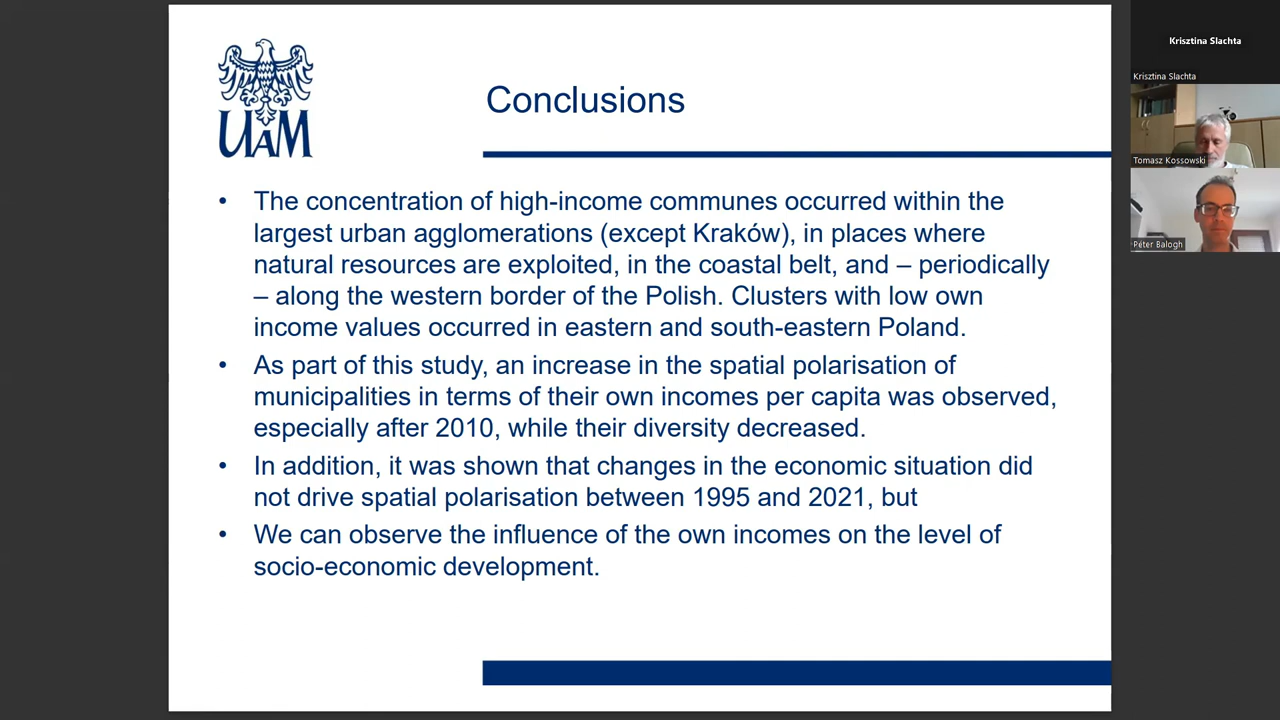 UAM
Conclusions
• The concentration of high-income communes occurred within the
largest urban agglomerations (except Kraków), in places where
natural resources are exploited, in the coastal belt, and – periodically
– along the western border of the Polish. Clusters with low own
income values occurred in eastern and south-eastern Poland.
• As part of this study, an increase in the spatial polarisation of
municipalities in terms of their own incomes per capita was observed,
especially after 2010, while their diversity decreased.
• In addition, it was shown that changes in the economic situation did
not drive spatial polarisation between 1995 and 2021, but
• We can observe the influence of the own incomes on the level of
socio-economic development.
Krisztina Slachta
Krisztina Slachta
Tomasz Kossowski
Péter Balogh